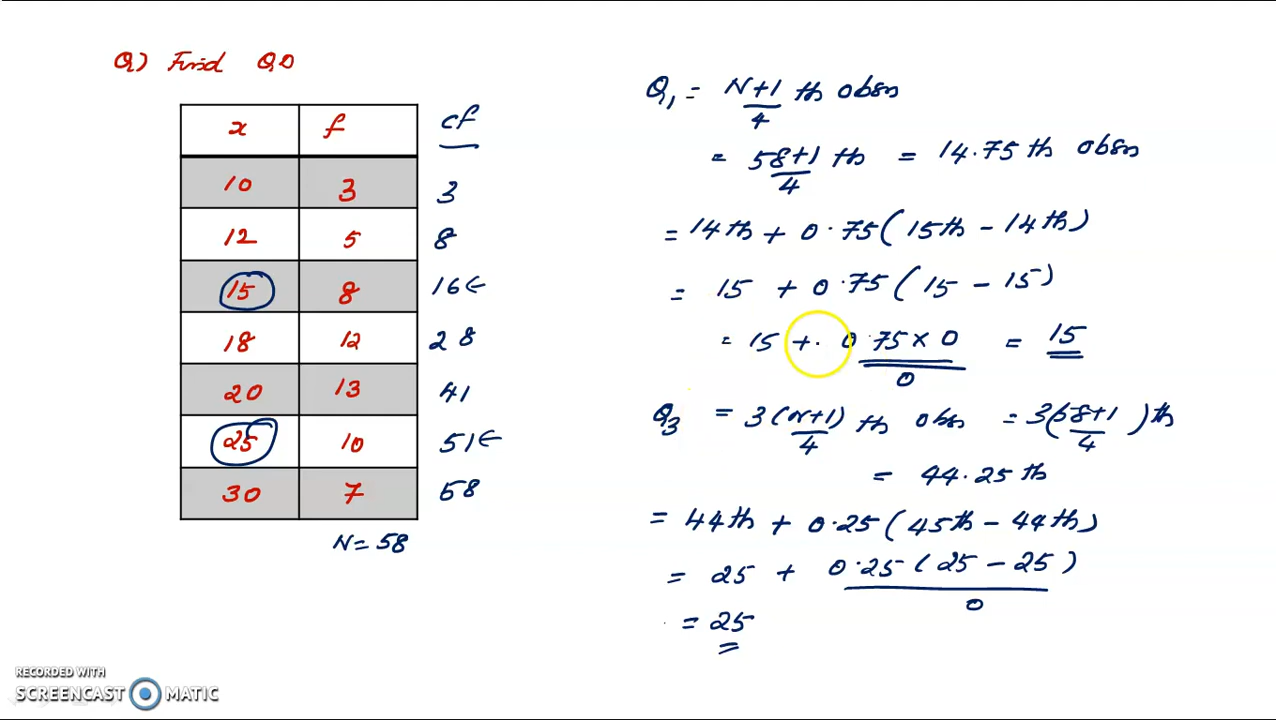 Q) Find QD
x f cf
10 3 3
12 5 8
15 8 16←
18 12 28
20 13 41
25 10 51←
30 7 58
N = 58
Q₁ = N+1/4 th obsn
= 58+1/4 th = 14.75 th obsn
= 14th + 0.75(15th - 14th)
= 15 + 0.75(15 - 15)
= 15 + 0.75 × 0 = 15
0
Q₃ = 3(N+1)/4 th obsn = 3(58+1/4)th
= 44.25 th
= 44th + 0.25(45th - 44th)
= 25 + 0.25(25 - 25)
0
= 25
RECORDED WITH
SCREENCAST MATIC